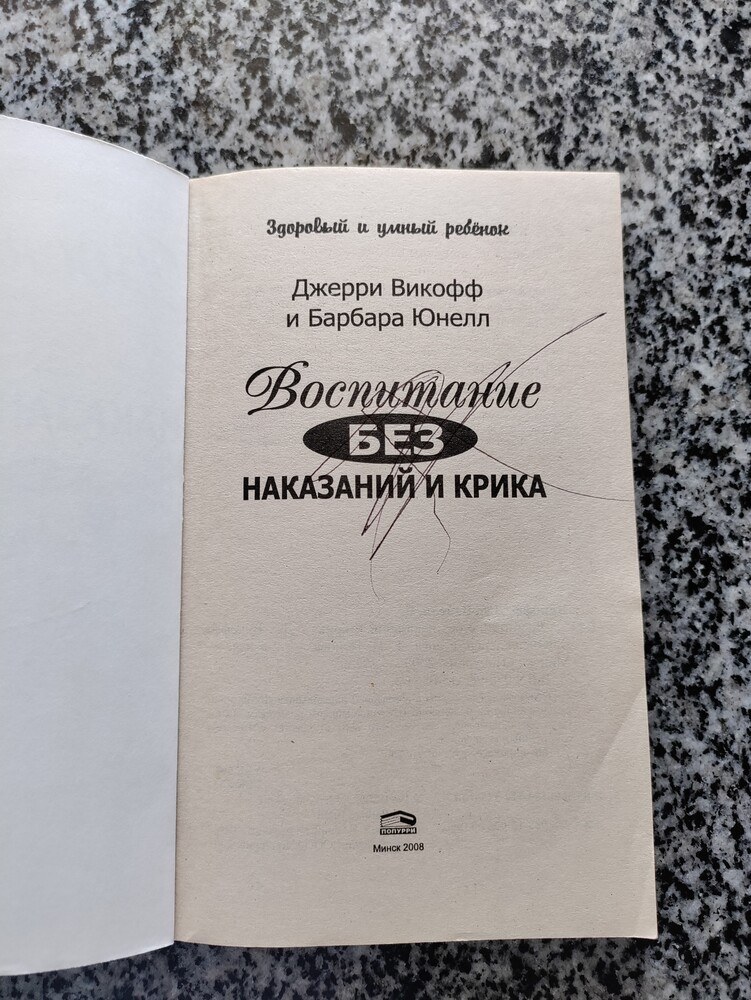 Здоровый и умный ребёнок
Джерри Викофф
и Барбара Юнелл
Воспитание
БЕЗ
НАКАЗАНИЙ И КРИКА
ПОПУРРИ
Минск 2008